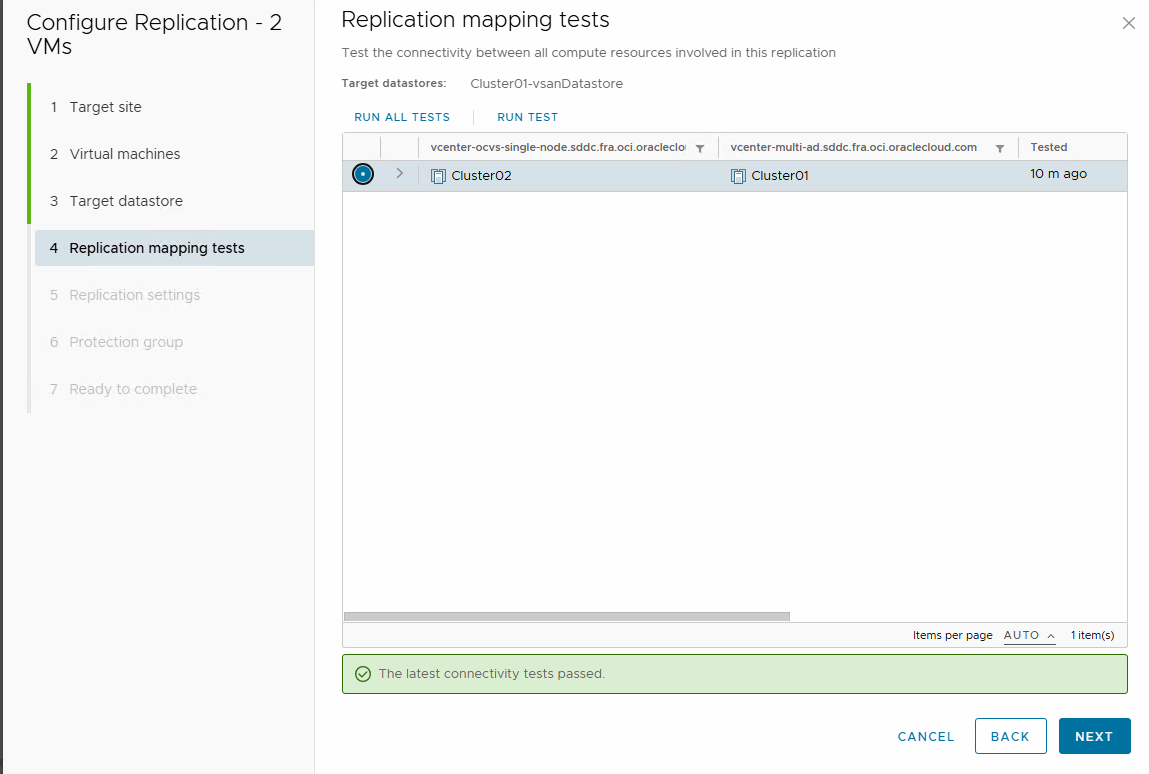 Configure Replication - 2
VMs
1 Target site
2 Virtual machines
3 Target datastore
4 Replication mapping tests
5 Replication settings
6 Protection group
7 Ready to complete
Replication mapping tests
Test the connectivity between all compute resources involved in this replication
Target datastores: Cluster01-vsanDatastore
RUN ALL TESTS RUN TEST
vcenter-ocvs-single-node.sddc.fra.oci.oracleclou vcenter-multi-ad.sddc.fra.oci.oraclecloud.com Tested
Cluster02 Cluster01 10 m ago
Items per page AUTO 1 item(s)
The latest connectivity tests passed.
CANCEL BACK NEXT